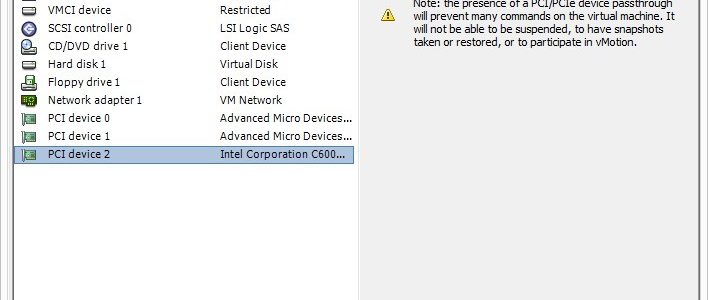 VMCI device Restricted
SCSI controller 0 LSI Logic SAS
CD/DVD drive 1 Client Device
Hard disk 1 Virtual Disk
Floppy drive 1 Client Device
Network adapter 1 VM Network
PCI device 0 Advanced Micro Devices...
PCI device 1 Advanced Micro Devices...
PCI device 2 Intel Corporation C600...
Note: the presence of a PCI/PCIe device passthrough
will prevent many commands on the virtual machine. It
will not be able to be suspended, to have snapshots
taken or restored, or to participate in vMotion.